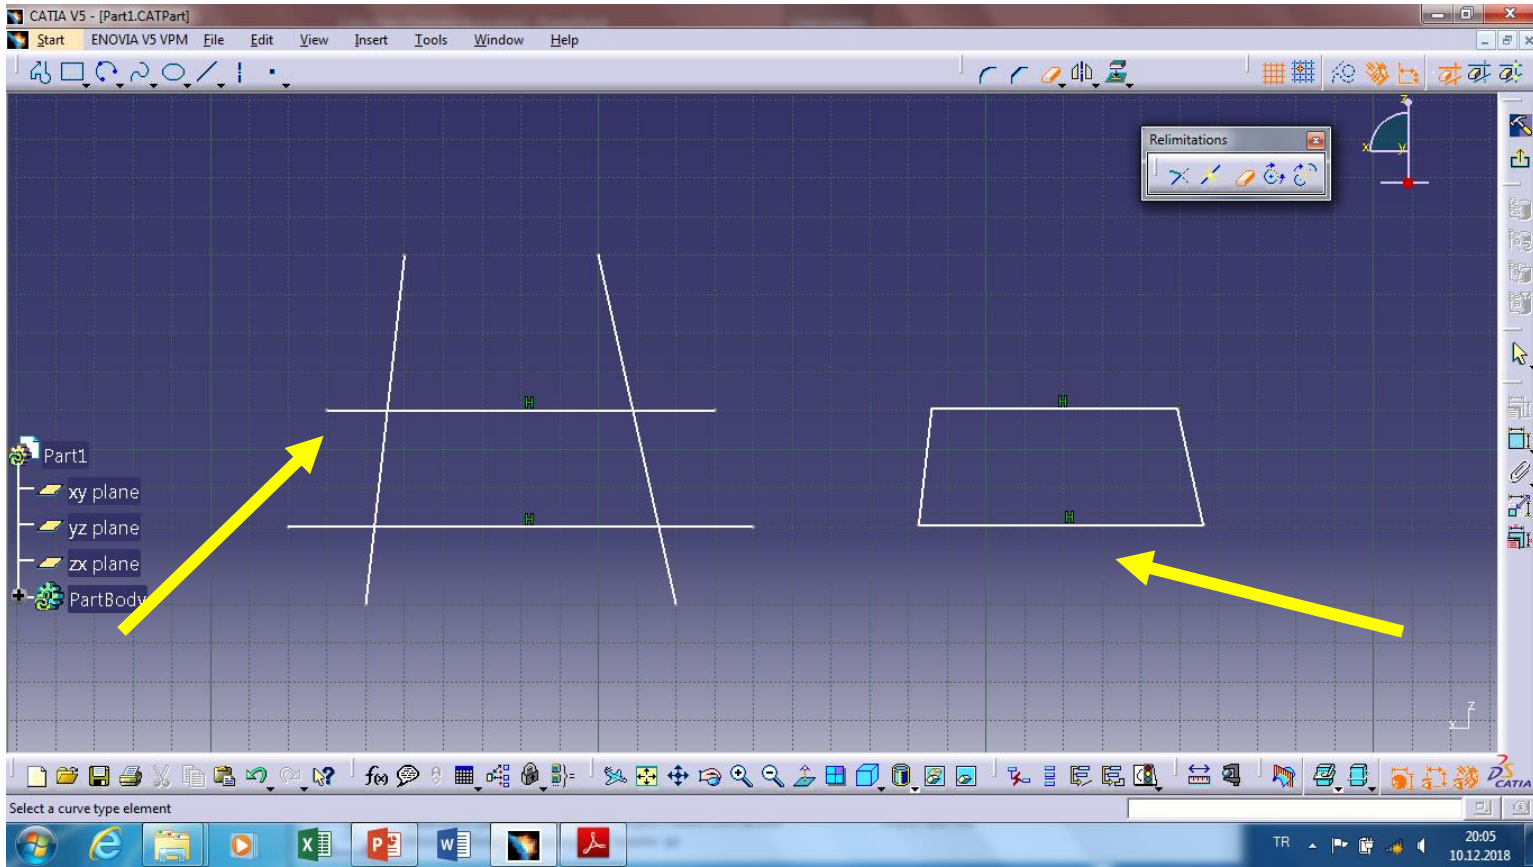 CATIA V5 - [Part1.CATPart]
Start ENOVIA V5 VPM File Edit View Insert Tools Window Help
z
Relimitations
x y
H H
Part1
xy plane
H H
yz plane
zx plane
PartBody
z
x
f(x)
CATIA
Select a curve type element
TR 20:05
10.12.2018